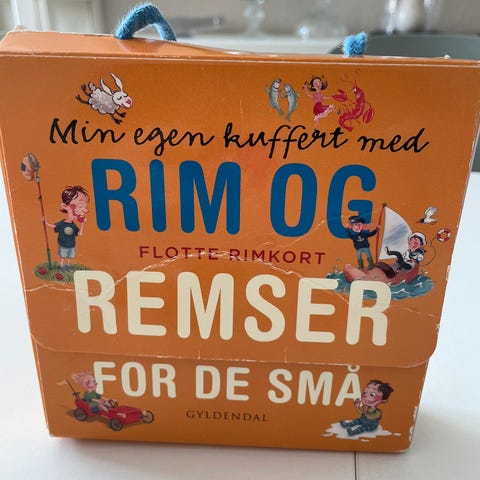 Min egen kuffert med
RIM OG
FLOTTE RIMKORT
REMSER
FOR DE SMÅ
GYLDENDAL